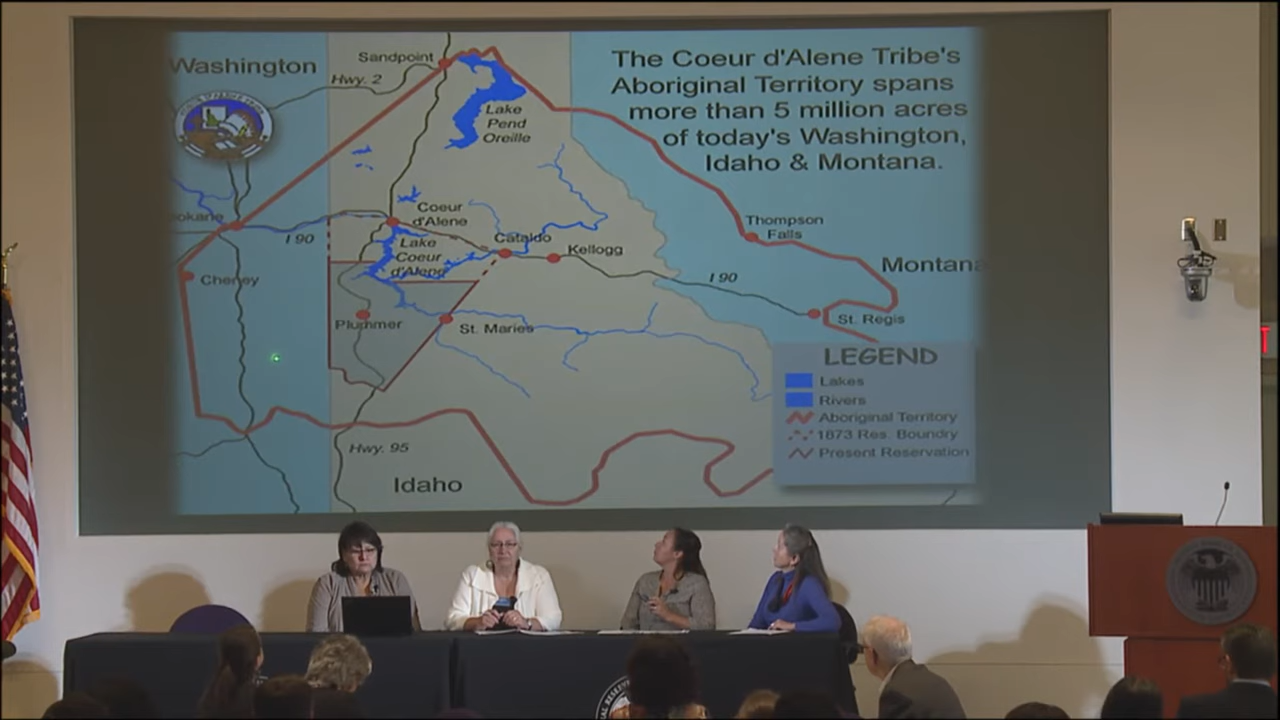 Washington
Sandpoint
Hwy. 2
The Coeur d'Alene Tribe's
Aboriginal Territory spans
more than 5 million acres
of today's Washington,
Idaho & Montana.
Lake
Pend
Oreille
okane
I 90
Coeur
d'Alene
Lake
Coeur
d'Alene
Cataldo
Kellogg
Thompson
Falls
Montana
Cheney
I 90
St. Regis
Plummer
St. Maries
LEGEND
Lakes
Rivers
Aboriginal Territory
1873 Res. Boundry
Present Reservation
Hwy. 95
Idaho